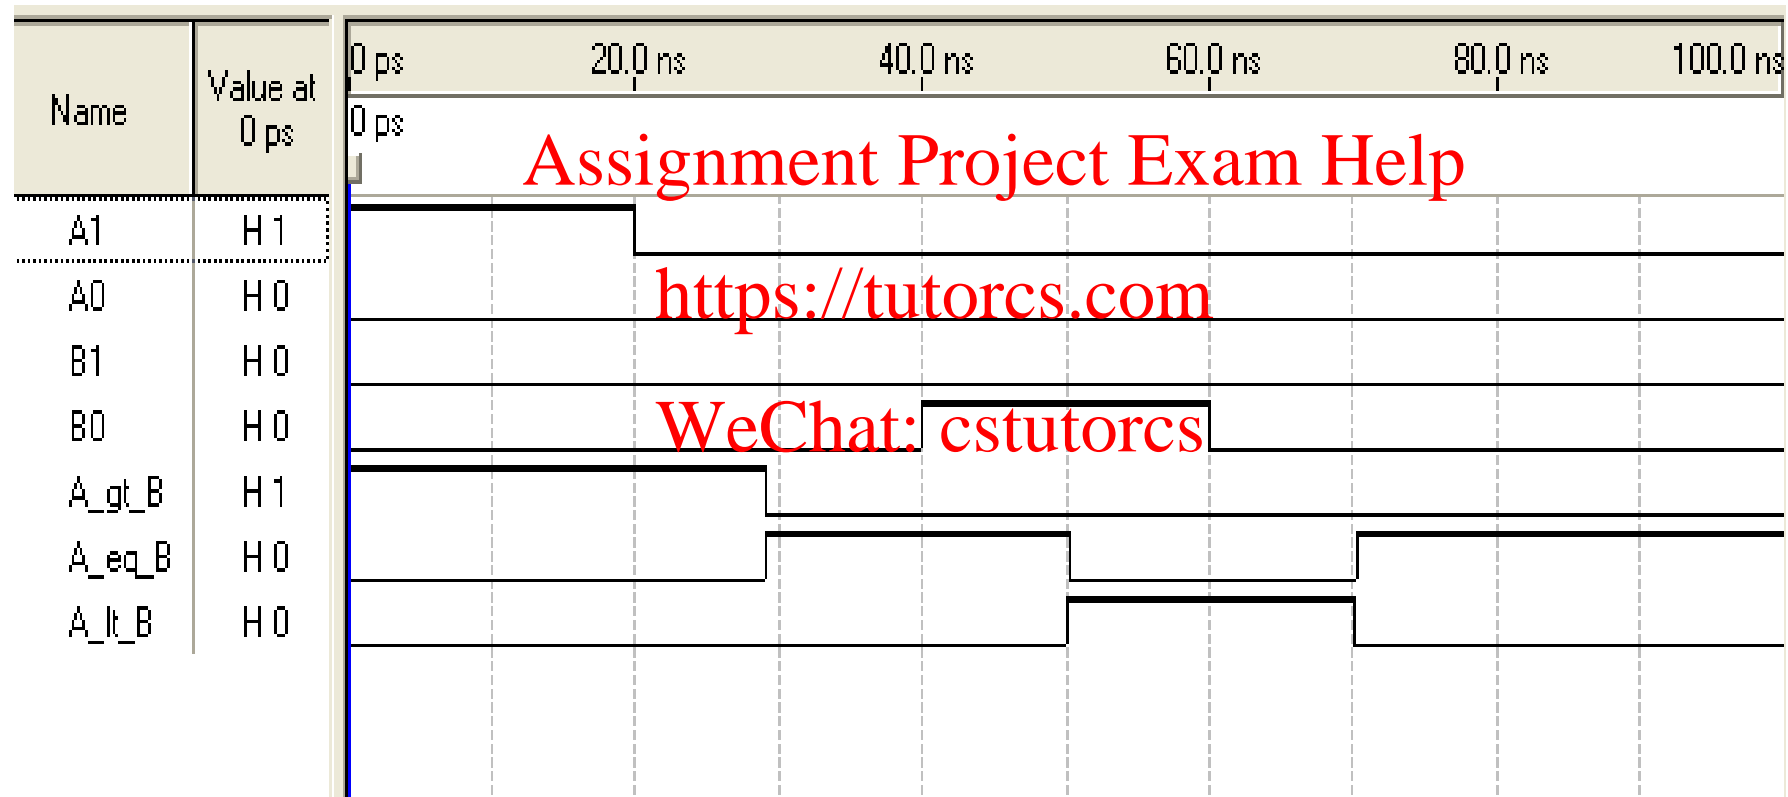 Name Value at 0 ps
0 ps 20.0 ns 40.0 ns 60.0 ns 80.0 ns 100.0 ns
0 ps
Assignment Project Exam Help
A1 H 1
A0 H 0
https://tutorcs.com
B1 H 0
B0 H 0
WeChat: cstutorcs
A_gt_B H 1
A_eq_B H 0
A_lt_B H 0